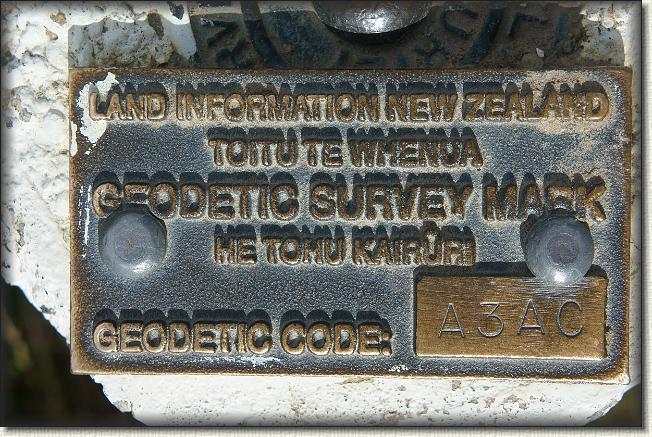 LAND INFORMATION NEW ZEALAND
TOITU TE WHENUA
GEODETIC SURVEY MARK
HE TOHU KAIRŪRI
GEODETIC CODE: A3AC